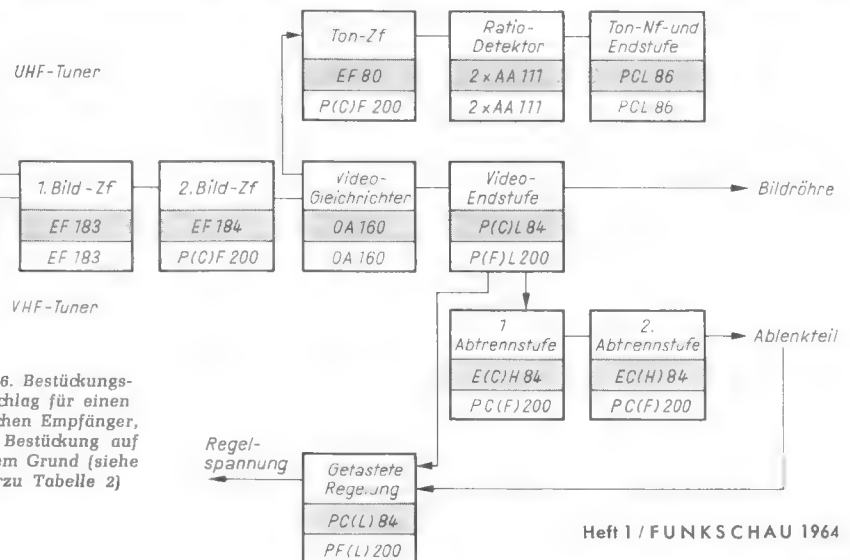 UHF-Tuner
Ton-Zf
EF 80
P(C)F 200
Ratio-
Detektor
2 x AA 111
2 x AA 111
Ton-Nf-und
Endstufe
PCL 86
PCL 86
1. Bild-Zf
EF 183
EF 183
2. Bild-Zf
EF 184
P(C)F 200
Video-
Gleichrichter
OA 160
OA 160
Video-
Endstufe
P(C)L 84
P(F)L 200
Bildröhre
VHF-Tuner
1
Abtrennstufe
E(C)H 84
PC(F) 200
2.
Abtrennstufe
EC(H) 84
PC(F) 200
Ablenkteil
6. Bestückungs-
hlag für einen
chen Empfänger,
Bestückung auf
em Grund (siehe
rzu Tabelle 2)
Regel-
spannung
Getastete
Regelung
PC(L) 84
PF(L) 200
Heft 1 / FUNKSCHAU 1964